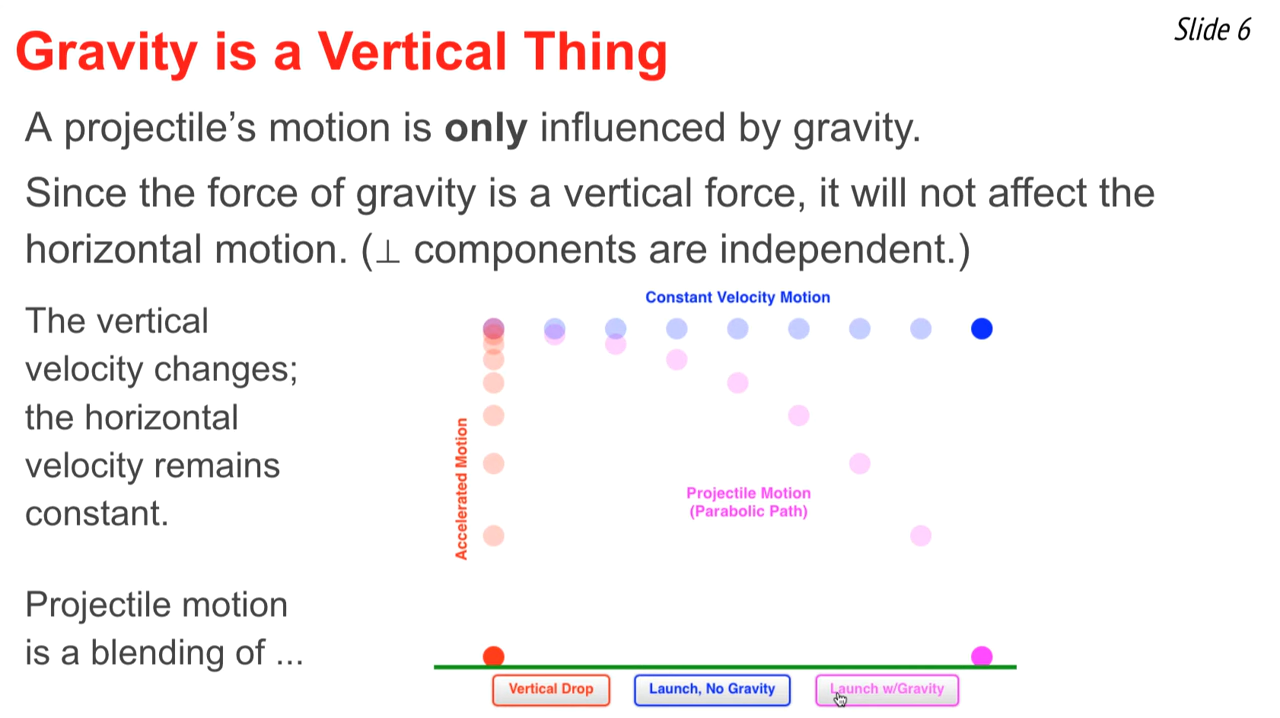 Slide 6
Gravity is a Vertical Thing
A projectile’s motion is only influenced by gravity.
Since the force of gravity is a vertical force, it will not affect the
horizontal motion. (⊥ components are independent.)
The vertical
velocity changes;
the horizontal
velocity remains
constant.
Projectile motion
is a blending of ...
Constant Velocity Motion
Accelerated Motion
Projectile Motion
(Parabolic Path)
Vertical Drop
Launch, No Gravity
Launch w/Gravity